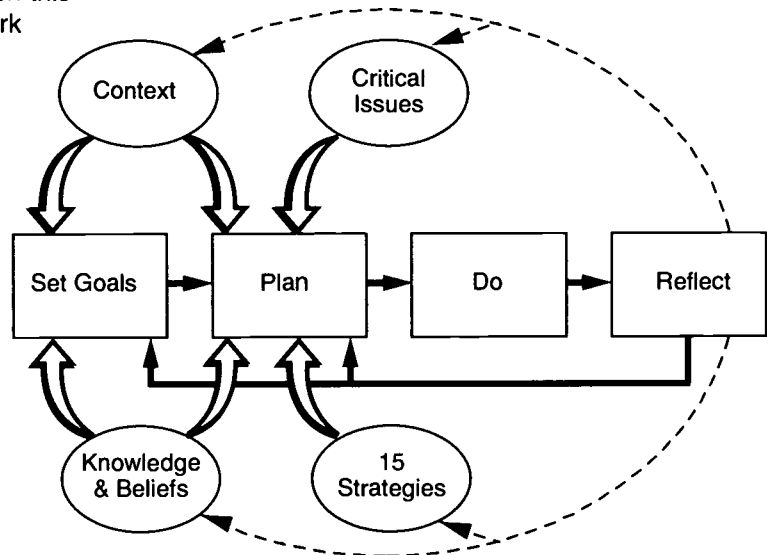 rk
Context
Critical
Issues
Set Goals
Plan
Do
Reflect
Knowledge
& Beliefs
15
Strategies